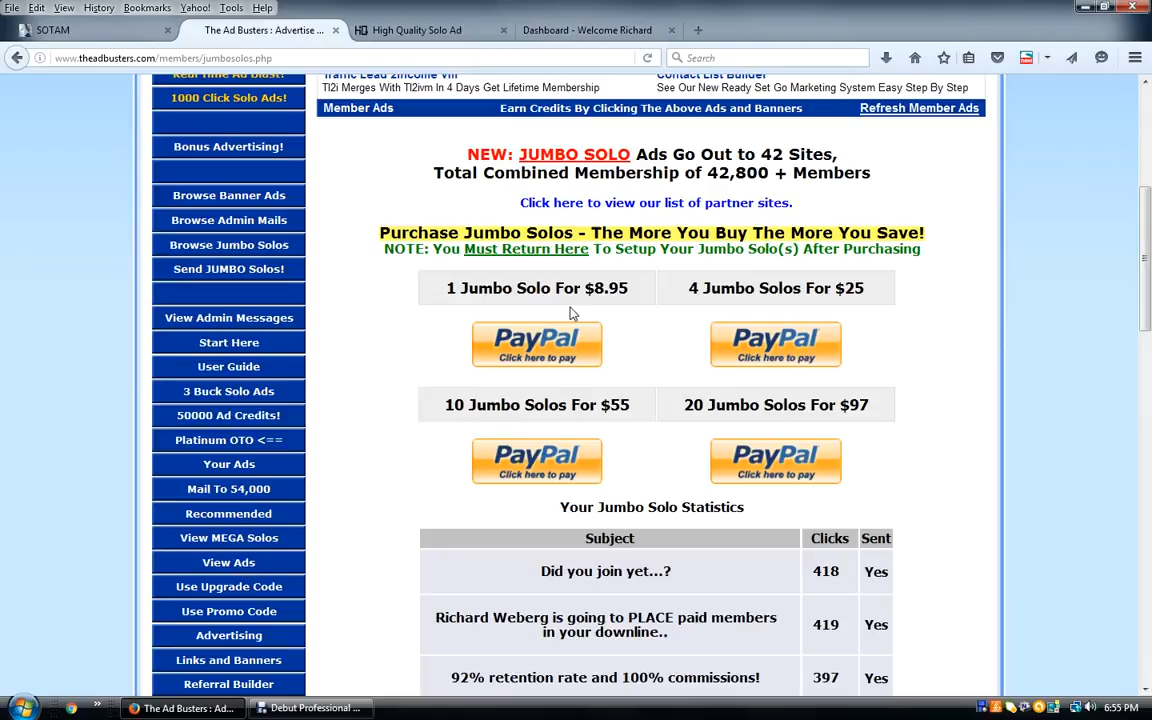 File Edit View History Bookmarks Yahoo! Tools Help
SOTAM
The Ad Busters : Advertise ...
High Quality Solo Ad
Dashboard - Welcome Richard
www.theadbusters.com/members/jumbosolos.php
Search
Real Time Ad Blast!
1000 Click Solo Ads!
Bonus Advertising!
Browse Banner Ads
Browse Admin Mails
Browse Jumbo Solos
Send JUMBO Solos!
View Admin Messages
Start Here
User Guide
3 Buck Solo Ads
50000 Ad Credits!
Platinum OTO <==
Your Ads
Mail To 54,000
Recommended
View MEGA Solos
View Ads
Use Upgrade Code
Use Promo Code
Advertising
Links and Banners
Referral Builder
Traffic Lead 2income Vm
Contact List Builder
Tl2i Merges With Tl2ivm In 4 Days Get Lifetime Membership
See Our New Ready Set Go Marketing System Easy Step By Step
Member Ads
Earn Credits By Clicking The Above Ads and Banners
Refresh Member Ads
NEW: JUMBO SOLO Ads Go Out to 42 Sites,
Total Combined Membership of 42,800 + Members
Click here to view our list of partner sites.
Purchase Jumbo Solos - The More You Buy The More You Save!
NOTE: You Must Return Here To Setup Your Jumbo Solo(s) After Purchasing
1 Jumbo Solo For $8.95
4 Jumbo Solos For $25
PayPal
Click here to pay
PayPal
Click here to pay
10 Jumbo Solos For $55
20 Jumbo Solos For $97
PayPal
Click here to pay
PayPal
Click here to pay
Your Jumbo Solo Statistics
Subject Clicks Sent
Did you join yet...? 418 Yes
Richard Weberg is going to PLACE paid members
in your downline.. 419 Yes
92% retention rate and 100% commissions! 397 Yes
The Ad Busters : Ad...
Debut Professional ...
6:55 PM